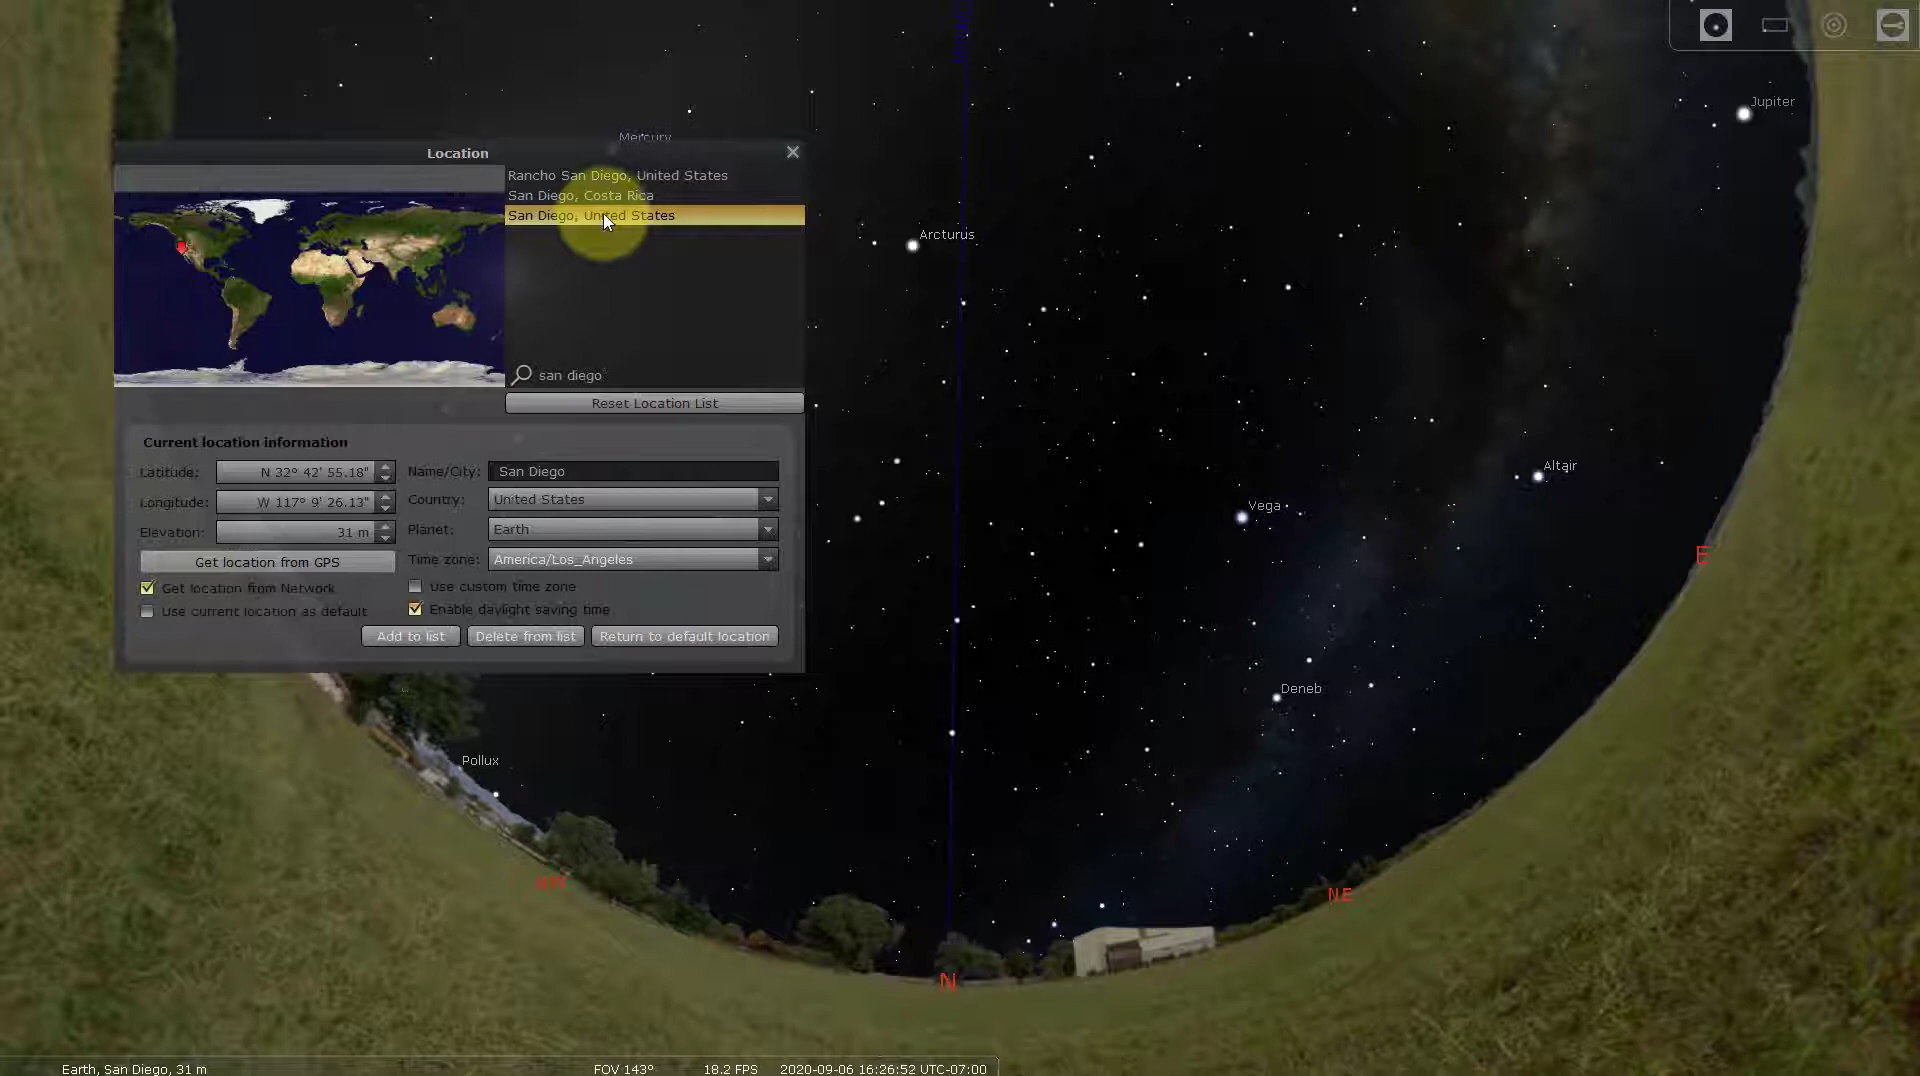 Jupiter
Mercury
Location
Rancho San Diego, United States
San Diego, Costa Rica
San Diego, United States
Arcturus
san diego
Reset Location List
Current location information
Latitude: N 32° 42' 55.18"
Name/City: San Diego
Longitude: W 117° 9' 26.13"
Country: United States
Elevation: 31 m
Planet: Earth
Get location from GPS
Time zone: America/Los_Angeles
Get location from Network
Use custom time zone
Use current location as default
Enable daylight saving time
Add to list
Delete from list
Return to default location
Altair
Vega
E
Deneb
Pollux
NW
NE
N
Earth, San Diego, 31 m
FOV 143°
18.2 FPS
2020-09-06 16:26:52 UTC-07:00